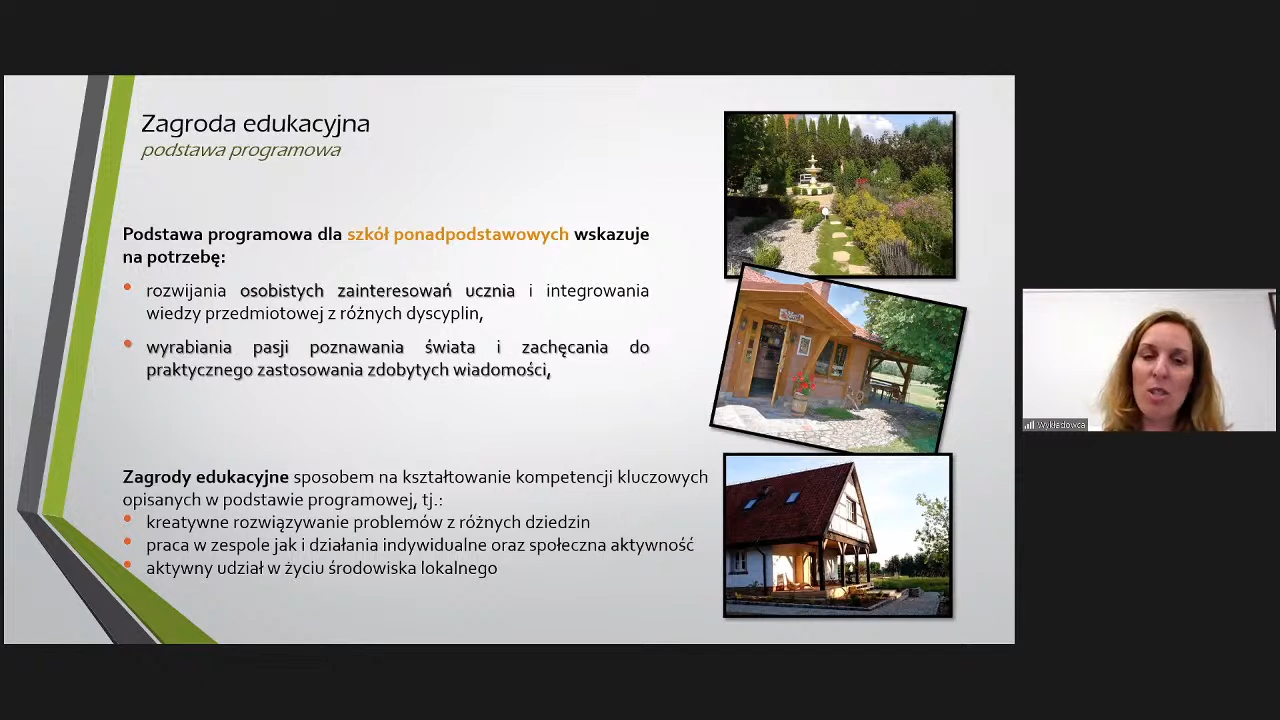 Zagroda edukacyjna
podstawa programowa
Podstawa programowa dla szkół ponadpodstawowych wskazuje
na potrzebę:
• rozwijania osobistych zainteresowań ucznia i integrowania
wiedzy przedmiotowej z różnych dyscyplin,
• wyrabiania pasji poznawania świata i zachęcania do
praktycznego zastosowania zdobytych wiadomości,
Zagrody edukacyjne sposobem na kształtowanie kompetencji kluczowych
opisanych w podstawie programowej, tj.:
• kreatywne rozwiązywanie problemów z różnych dziedzin
• praca w zespole jak i działania indywidualne oraz społeczna aktywność
• aktywny udział w życiu środowiska lokalnego
Wykładowca